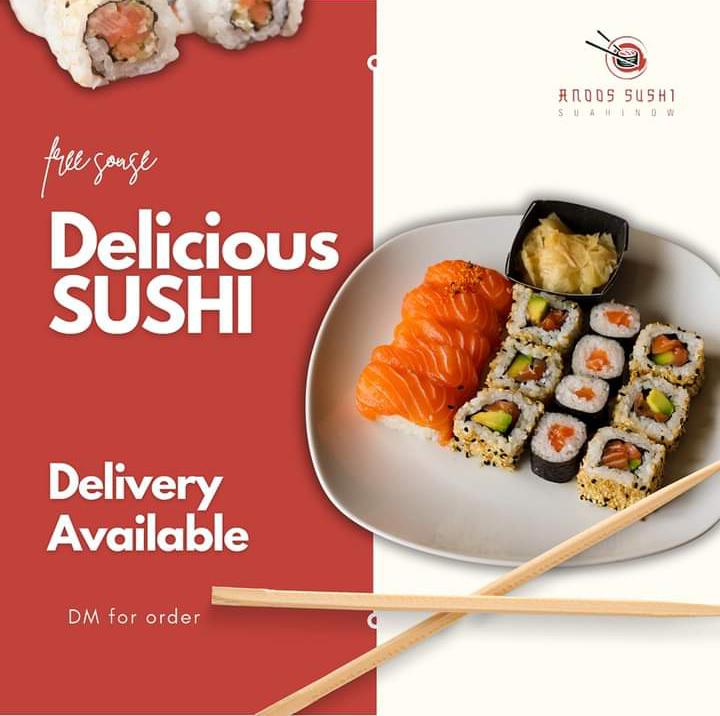 ANOOS SUSHI
SUAHINOW
free souse
Delicious
SUSHI
Delivery
Available
DM for order